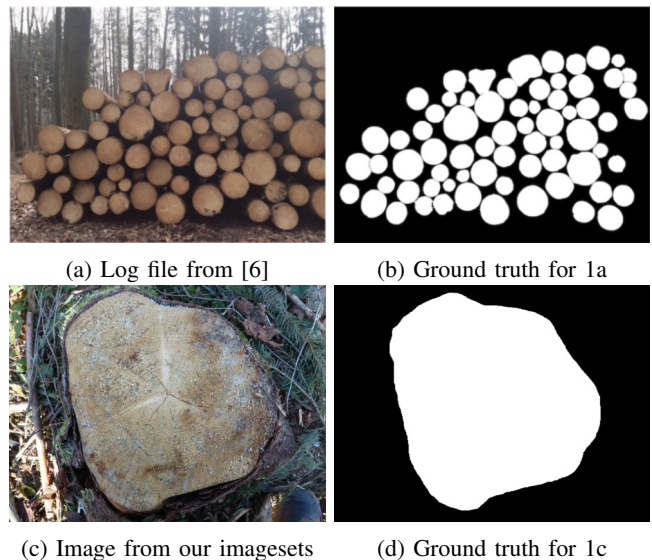 (a) Log file from [6]
(b) Ground truth for 1a
(c) Image from our imagesets
(d) Ground truth for 1c